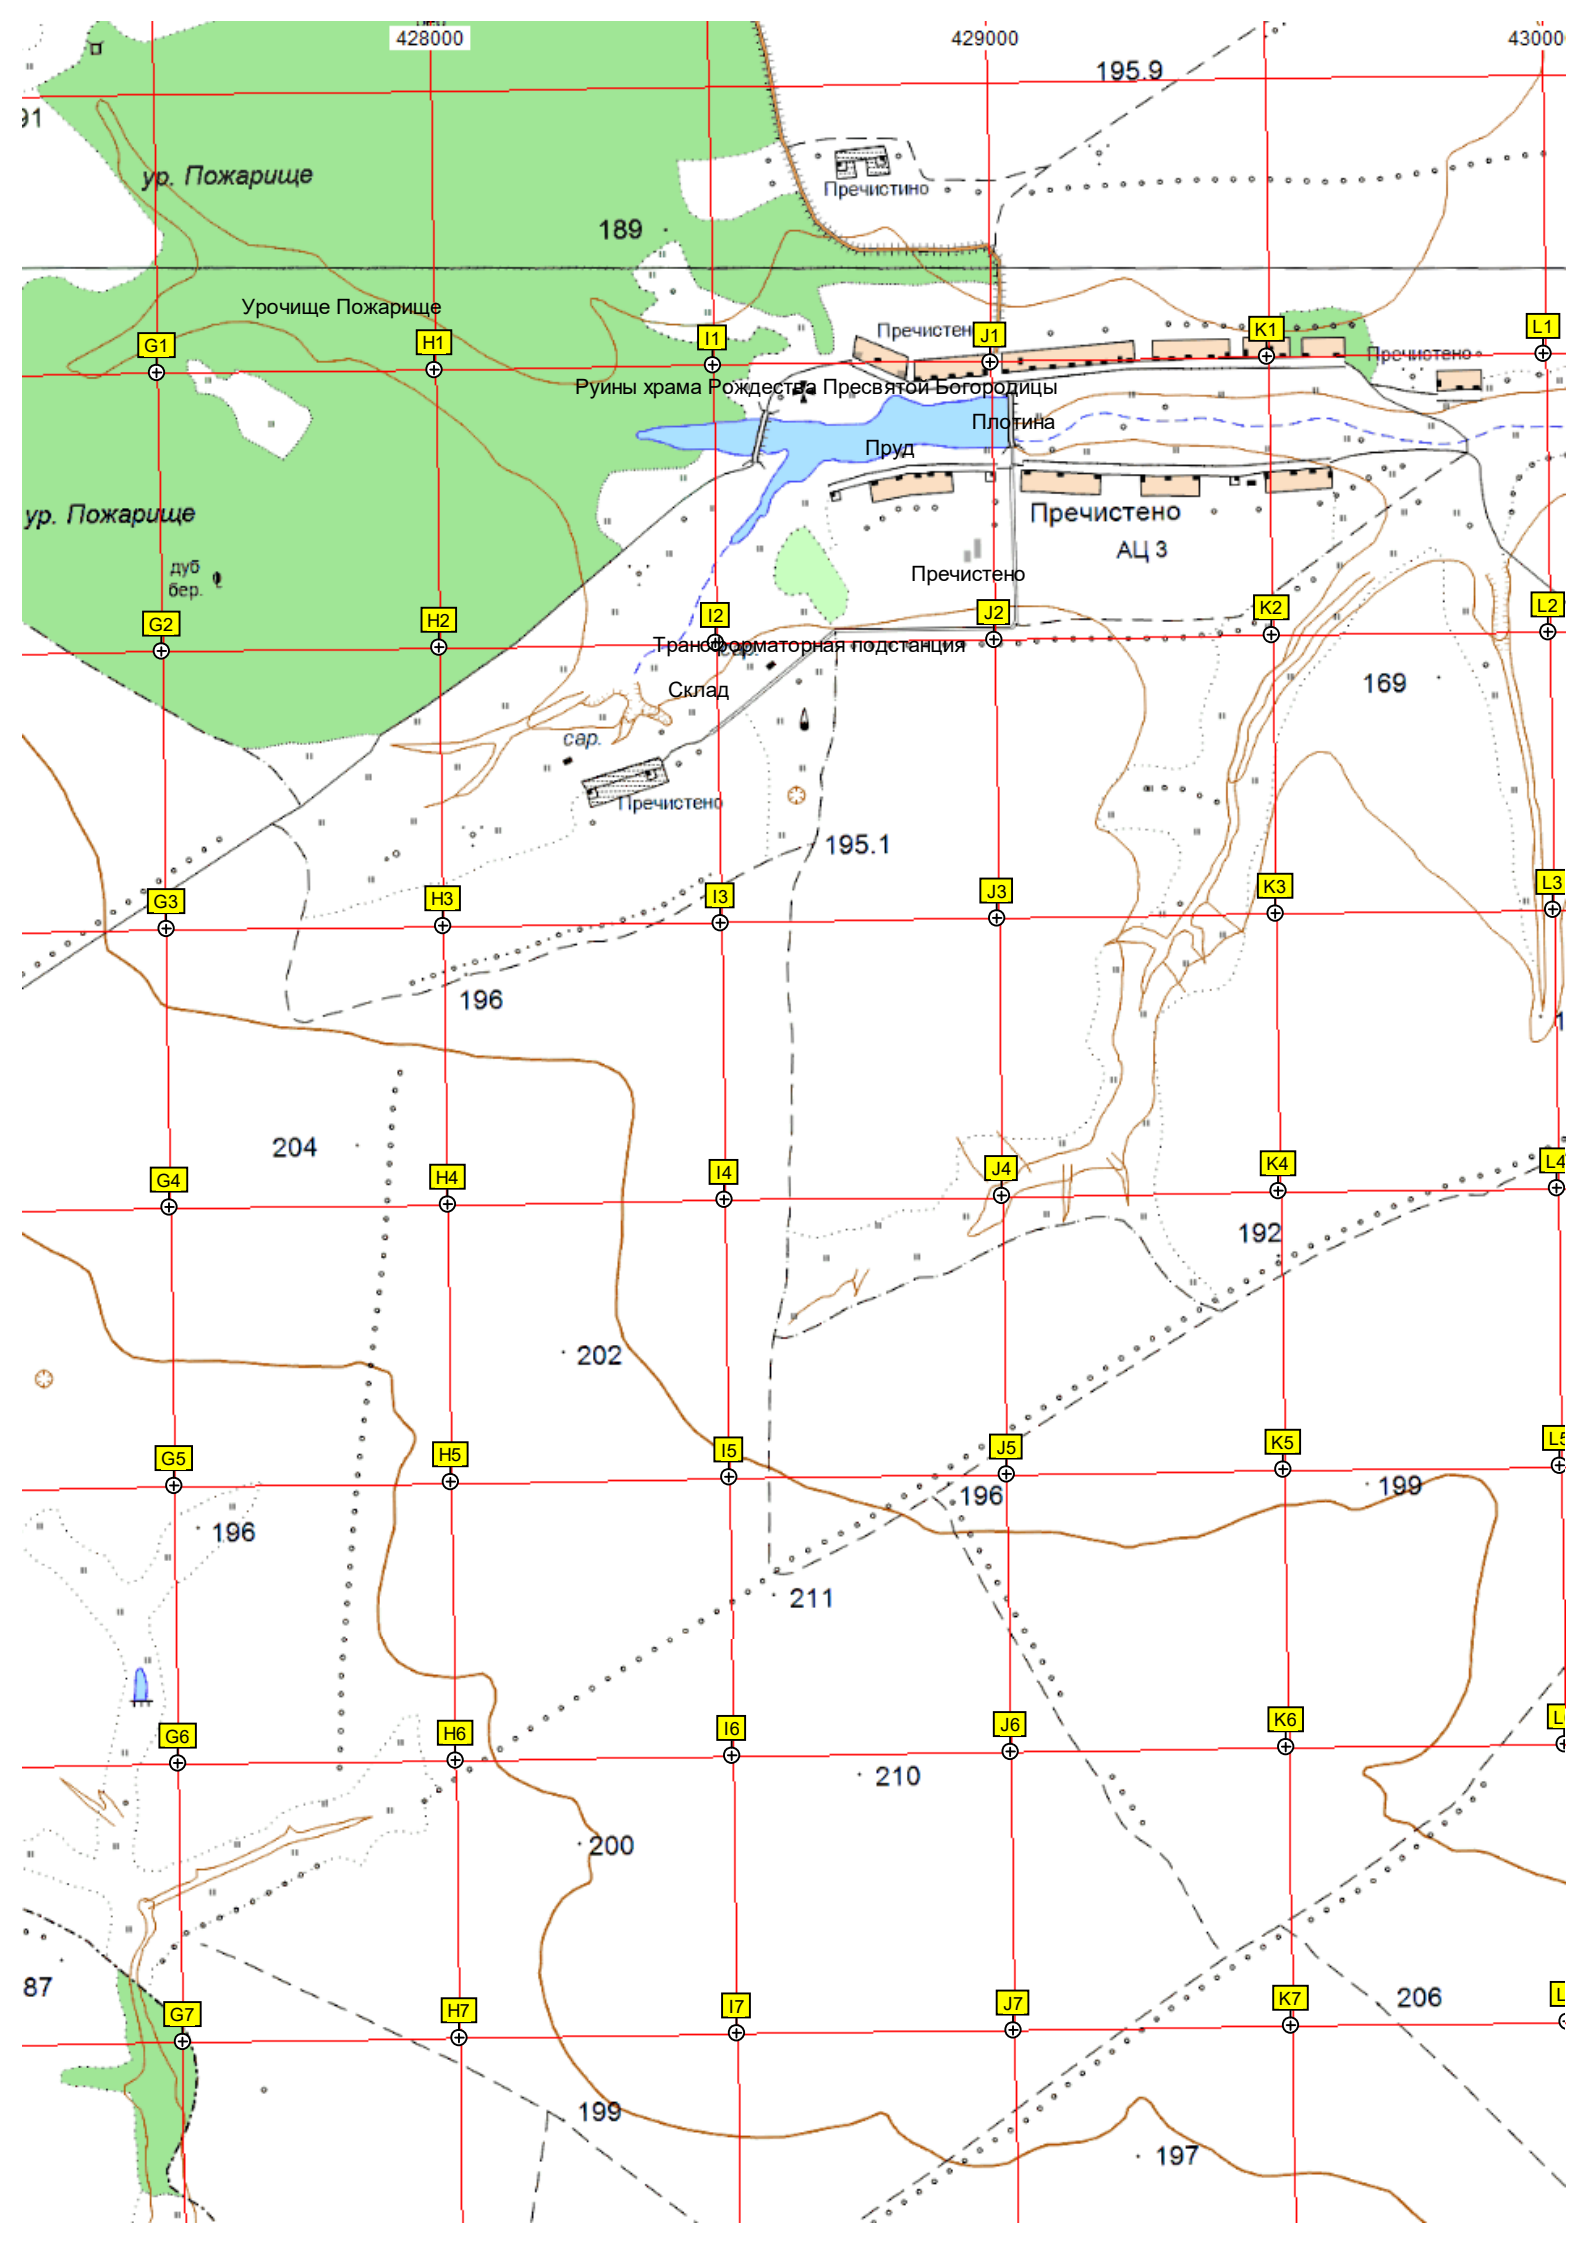 428000
429000
43000
195.9
91
ур. Пожарище
Пречистино
189
Урочище Пожарище
G1
H1
I1
Пречистен
J1
K1
L1
Пречистено
Руины храма Рождества Пресвятой Богородицы
Плотина
Пруд
ур. Пожарище
Пречистено
АЦ 3
дуб
бер.
Пречистено
G2
H2
I2
J2
K2
L2
Трансформаторная подстанция
сар.
Склад
169
сар.
Пречистено
195.1
G3
H3
I3
J3
K3
L3
196
1
204
G4
H4
I4
J4
K4
L4
192
202
G5
H5
I5
J5
K5
L5
196
199
196
211
G6
H6
I6
J6
K6
L
210
200
87
206
G7
H7
I7
J7
K7
L
199
197